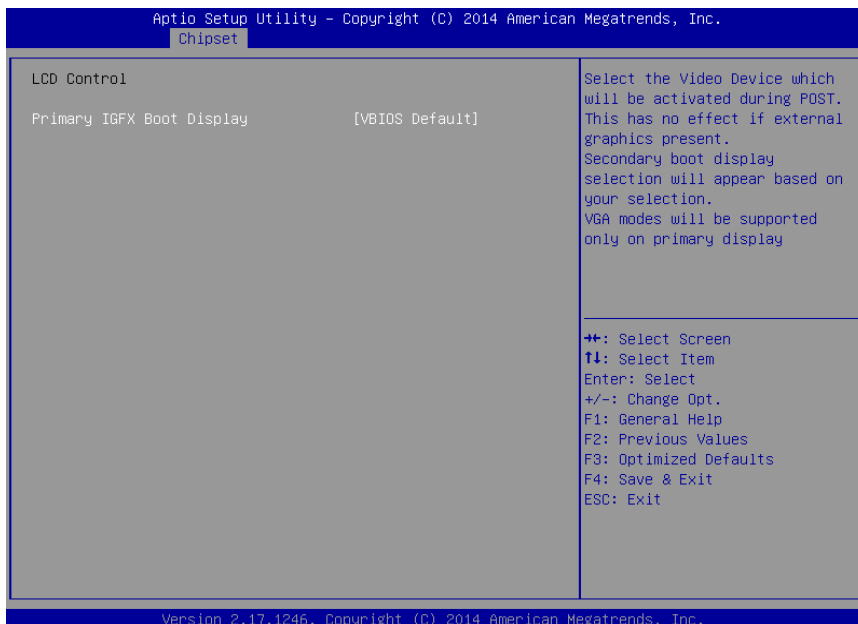 Aptio Setup Utility – Copyright (C) 2014 American Megatrends, Inc.
Chipset
LCD Control
Primary IGFX Boot Display [VBIOS Default]
Select the Video Device which
will be activated during POST.
This has no effect if external
graphics present.
Secondary boot display
selection will appear based on
your selection.
VGA modes will be supported
only on primary display
→←: Select Screen
↑↓: Select Item
Enter: Select
+/-: Change Opt.
F1: General Help
F2: Previous Values
F3: Optimized Defaults
F4: Save & Exit
ESC: Exit
Version 2.17.1246. Copyright (C) 2014 American Megatrends, Inc.